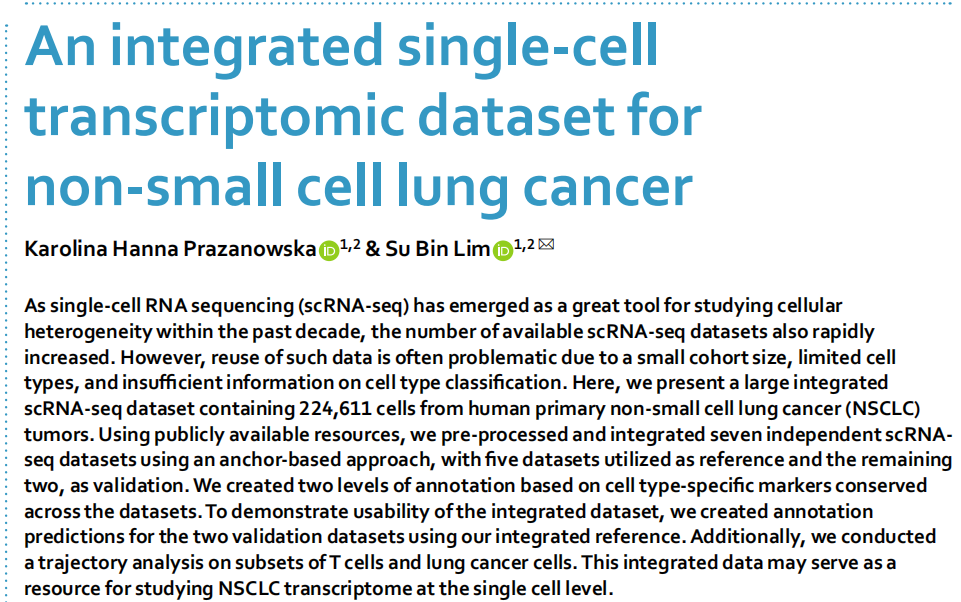 An integrated single-cell
transcriptomic dataset for
non-small cell lung cancer
Karolina Hanna Prazanowska iD 1,2 & Su Bin Lim iD 1,2 ✉
As single-cell RNA sequencing (scRNA-seq) has emerged as a great tool for studying cellular
heterogeneity within the past decade, the number of available scRNA-seq datasets also rapidly
increased. However, reuse of such data is often problematic due to a small cohort size, limited cell
types, and insufficient information on cell type classification. Here, we present a large integrated
scRNA-seq dataset containing 224,611 cells from human primary non-small cell lung cancer (NSCLC)
tumors. Using publicly available resources, we pre-processed and integrated seven independent scRNA-
seq datasets using an anchor-based approach, with five datasets utilized as reference and the remaining
two, as validation. We created two levels of annotation based on cell type-specific markers conserved
across the datasets. To demonstrate usability of the integrated dataset, we created annotation
predictions for the two validation datasets using our integrated reference. Additionally, we conducted
a trajectory analysis on subsets of T cells and lung cancer cells. This integrated data may serve as a
resource for studying NSCLC transcriptome at the single cell level.